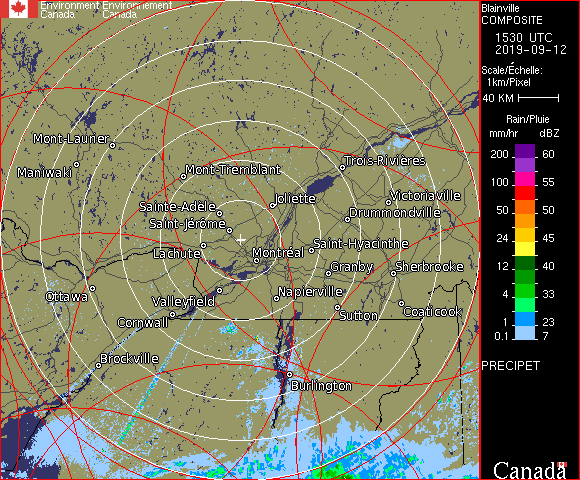 Environment Environnement
Canada Canada
Blainville
COMPOSITE
1530 UTC
2019-09-12
Scale/Échelle:
1km/Pixel
40 KM
Rain/Pluie
mm/hr dBZ
200 60
100 55
50 50
24 45
12 40
4 33
1 23
0.1 7
PRECIPET
Mont-Laurier
Maniwaki
Mont-Tremblant
Trois-Rivières
Sainte-Adele
Joliette
Victoriaville
Drummondville
Saint-Jérôme
Lachute
Montréal
Saint-Hyacinthe
Granby
Sherbrooke
Ottawa
Valleyfield
Napierville
Cornwall
Sutton
Coaticook
Brockville
Burlington
Canada